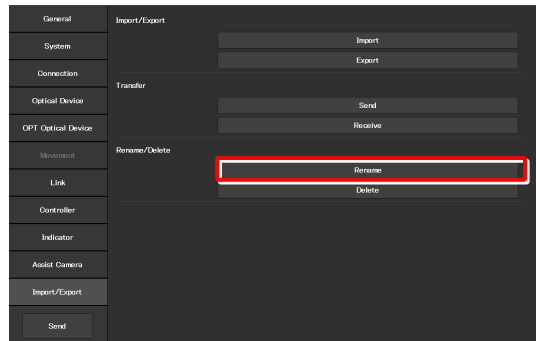 General
System
Connection
Optical Device
OPT Optical Device
Movement
Link
Controller
Indicator
Assist Camera
Import/Export
Send
Import/Export
Import
Export
Transfer
Send
Receive
Rename/Delete
Rename
Delete